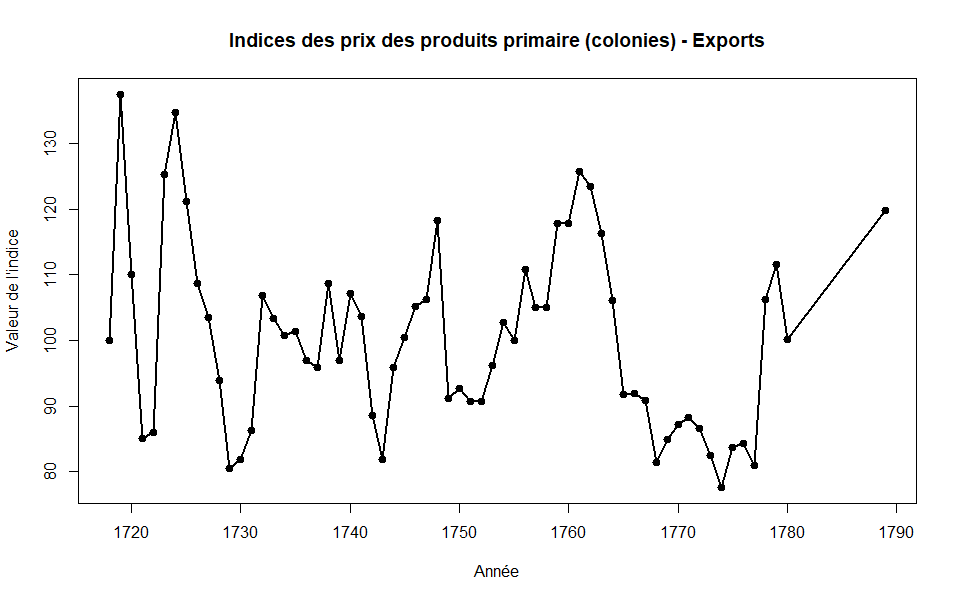 Indices des prix des produits primaire (colonies) - Exports
Valeur de l'indice
130
120
110
100
90
80
1720 1730 1740 1750 1760 1770 1780 1790
Année